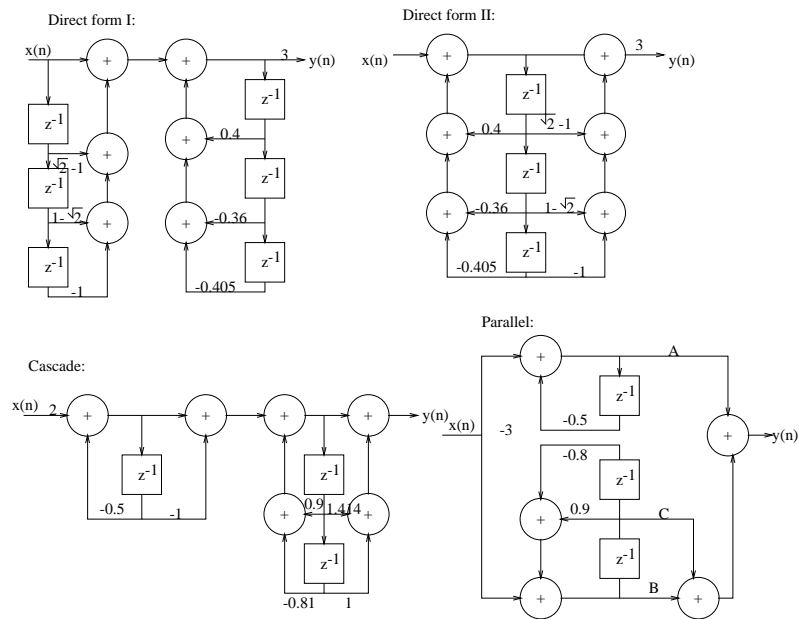 Direct form I:
x(n) + + 3 y(n)
z-1 z-1
+ + 0.4
√2 -1
z-1 z-1
1- √2 + + -0.36
z-1 z-1
-1 -0.405
Direct form II:
x(n) + + 3 y(n)
z-1
√2 -1
+ 0.4 +
z-1
+ -0.36 1- √2 +
z-1
-0.405 -1
Cascade:
x(n) 2 + + + + y(n)
z-1 z-1
-0.5 -1
+ 0.9 1.414 +
z-1
-0.81 1
Parallel:
+ A
z-1
-0.5
x(n) -3 + y(n)
-0.8
z-1
+ 0.9 C
z-1
+ B +